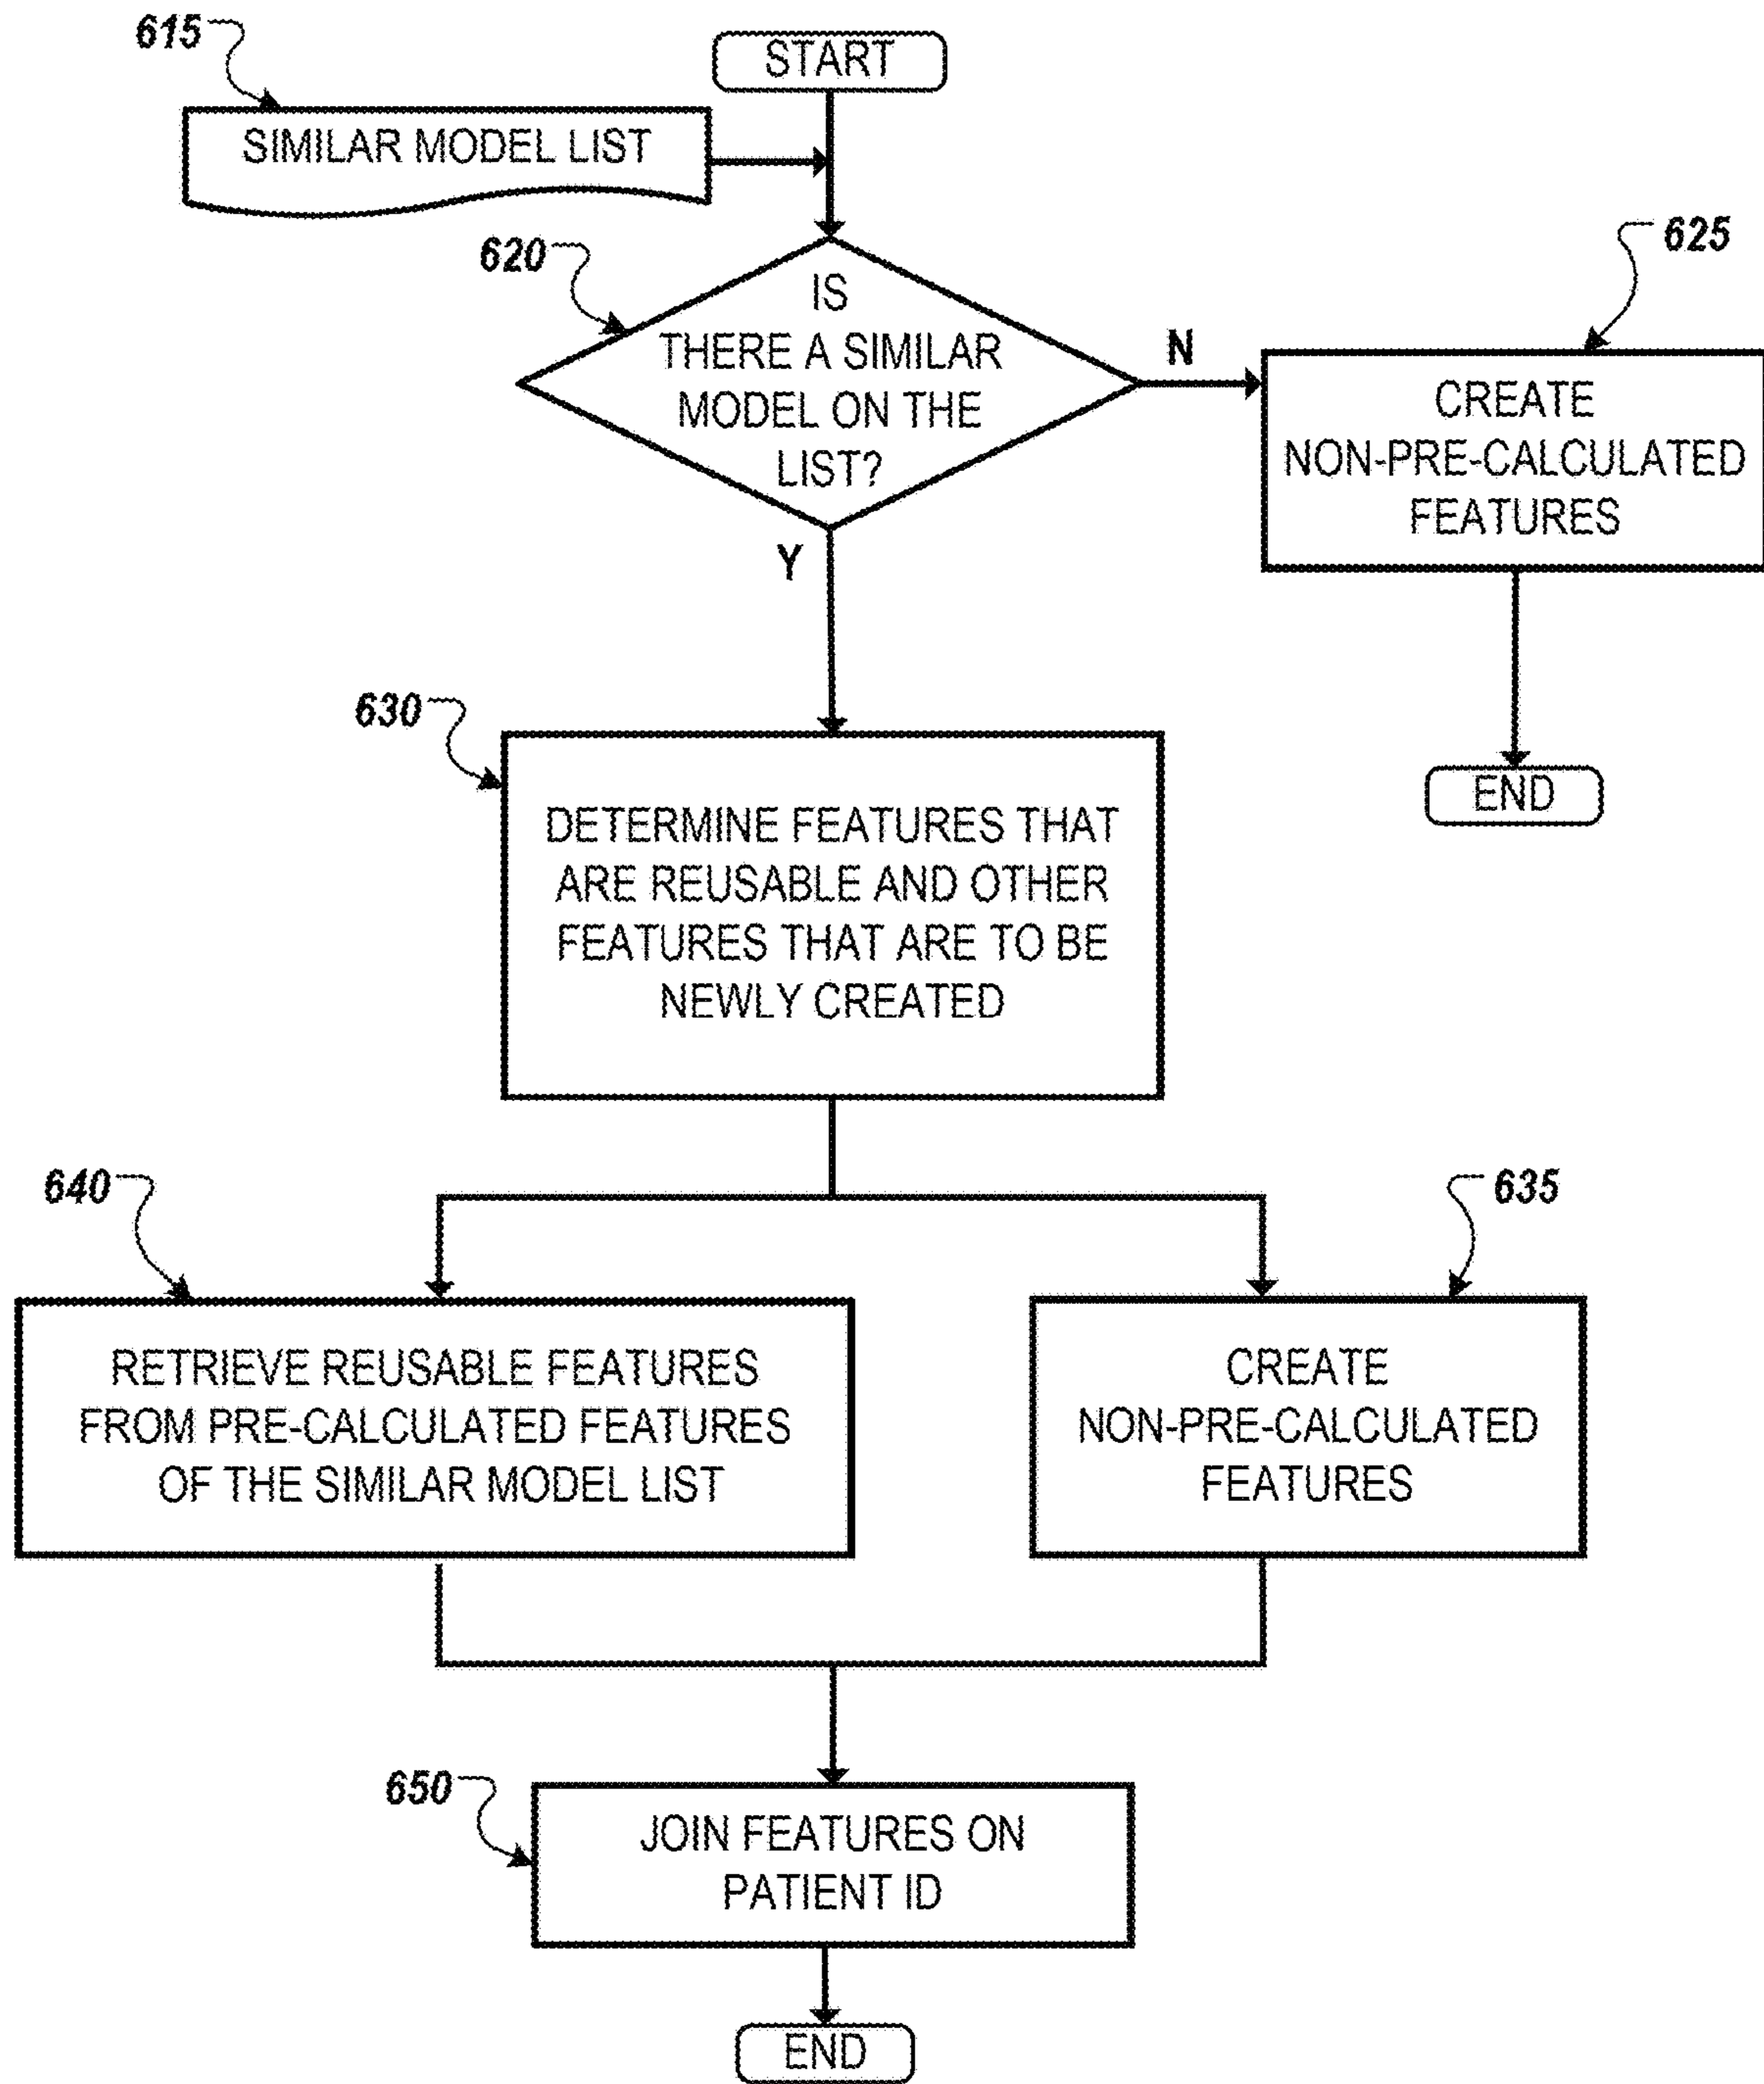 615
START
SIMILAR MODEL LIST
620
IS
THERE A SIMILAR
MODEL ON THE
LIST?
N
625
CREATE
NON-PRE-CALCULATED
FEATURES
Y
END
630
DETERMINE FEATURES THAT
ARE REUSABLE AND OTHER
FEATURES THAT ARE TO BE
NEWLY CREATED
640
635
RETRIEVE REUSABLE FEATURES
FROM PRE-CALCULATED FEATURES
OF THE SIMILAR MODEL LIST
CREATE
NON-PRE-CALCULATED
FEATURES
650
JOIN FEATURES ON
PATIENT ID
END